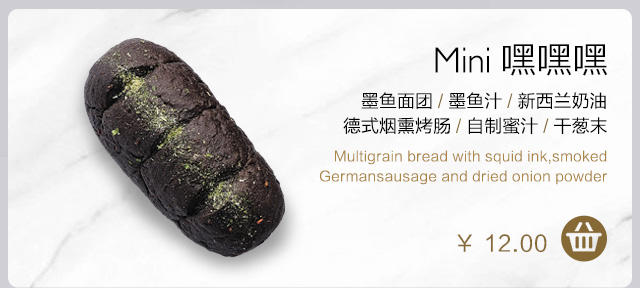 Mini 嘿嘿嘿
墨鱼面团 / 墨鱼汁 / 新西兰奶油
德式烟熏烤肠 / 自制蜜汁 / 干葱末
Multigrain bread with squid ink,smoked
Germansausage and dried onion powder
¥ 12.00